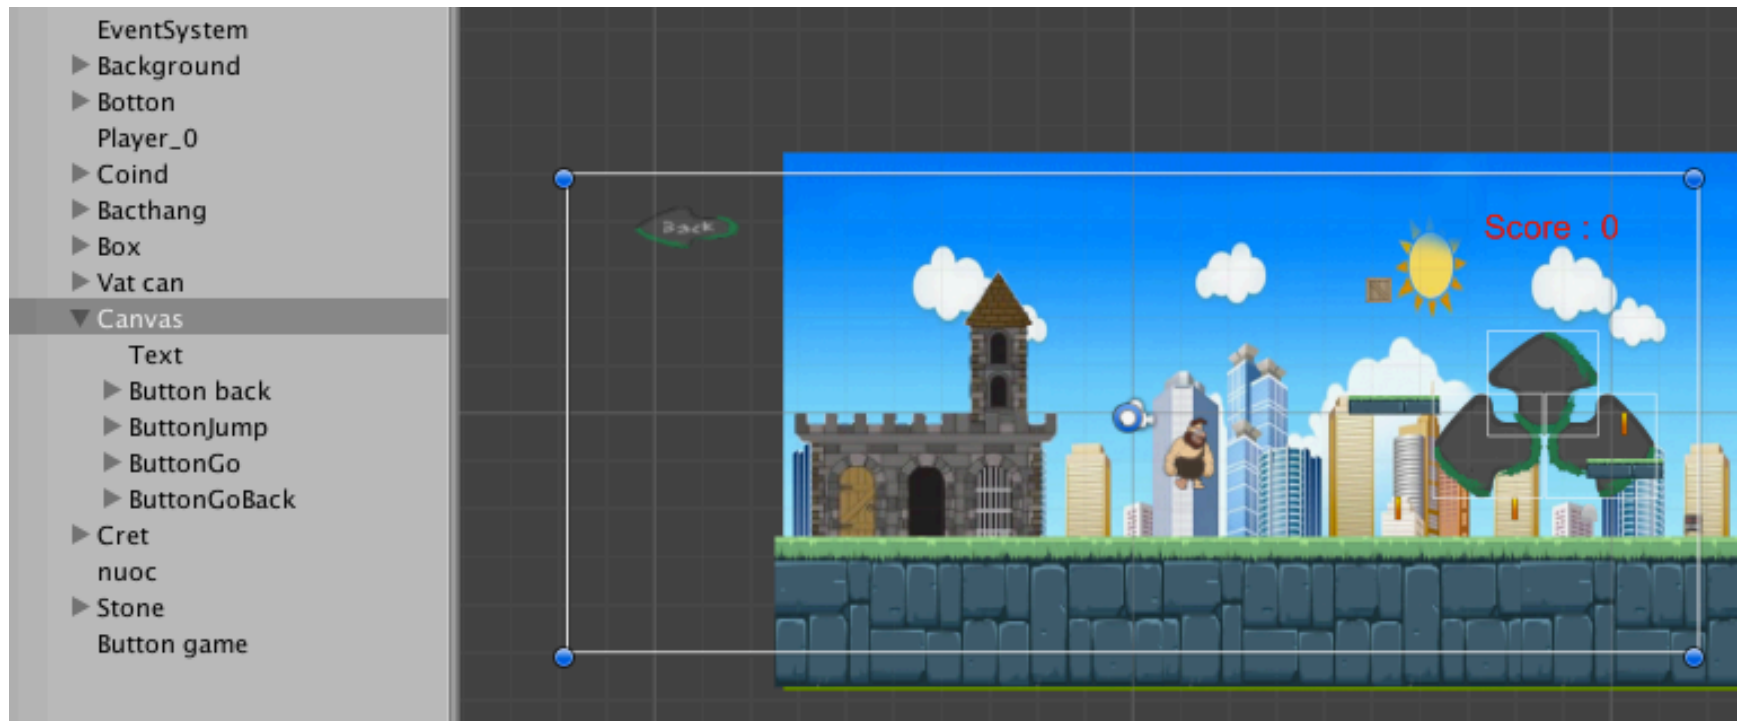 EventSystem
Background
Botton
Player_0
Coind
Bacthang
Box
Vat can
Canvas
Text
Button back
ButtonJump
ButtonGo
ButtonGoBack
Cret
nuoc
Stone
Button game
Back
Score : 0